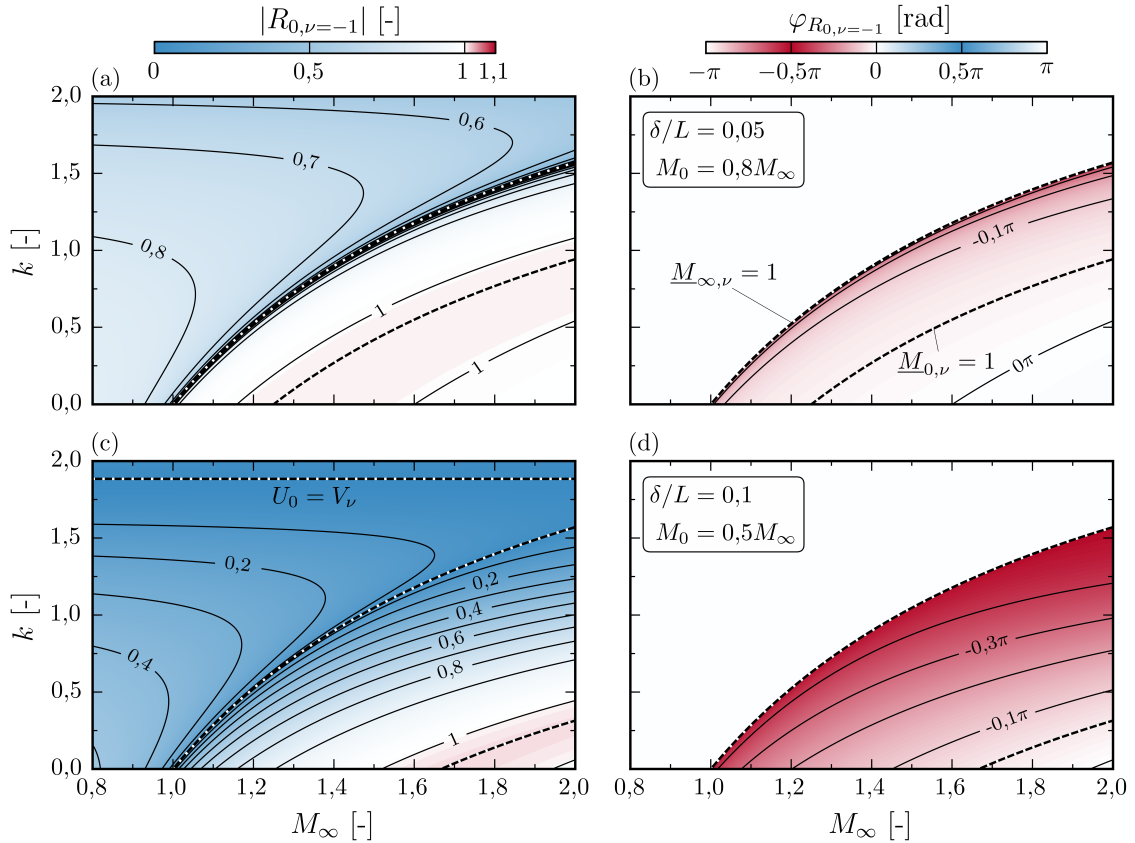 |R₀,ν=−1| [-]
0 0,5 1 1,1
φ_R₀,ν=−1 [rad]
−π −0,5π 0 0,5π π
(a)
2,0
1,5
1,0
0,5
0,0
k [-]
0,6
0,7
0,8
1
1
(b)
δ/L = 0,05
M₀ = 0,8M∞
-0,1π
M∞,ν = 1
M₀,ν = 1
0π
(c)
2,0
1,5
1,0
0,5
0,0
k [-]
U₀ = Vν
0,2
0,2
0,4
0,6
0,4
0,8
1
0,8 1,0 1,2 1,4 1,6 1,8 2,0
M∞ [-]
(d)
δ/L = 0,1
M₀ = 0,5M∞
-0,3π
-0,1π
0,8 1,0 1,2 1,4 1,6 1,8 2,0
M∞ [-]